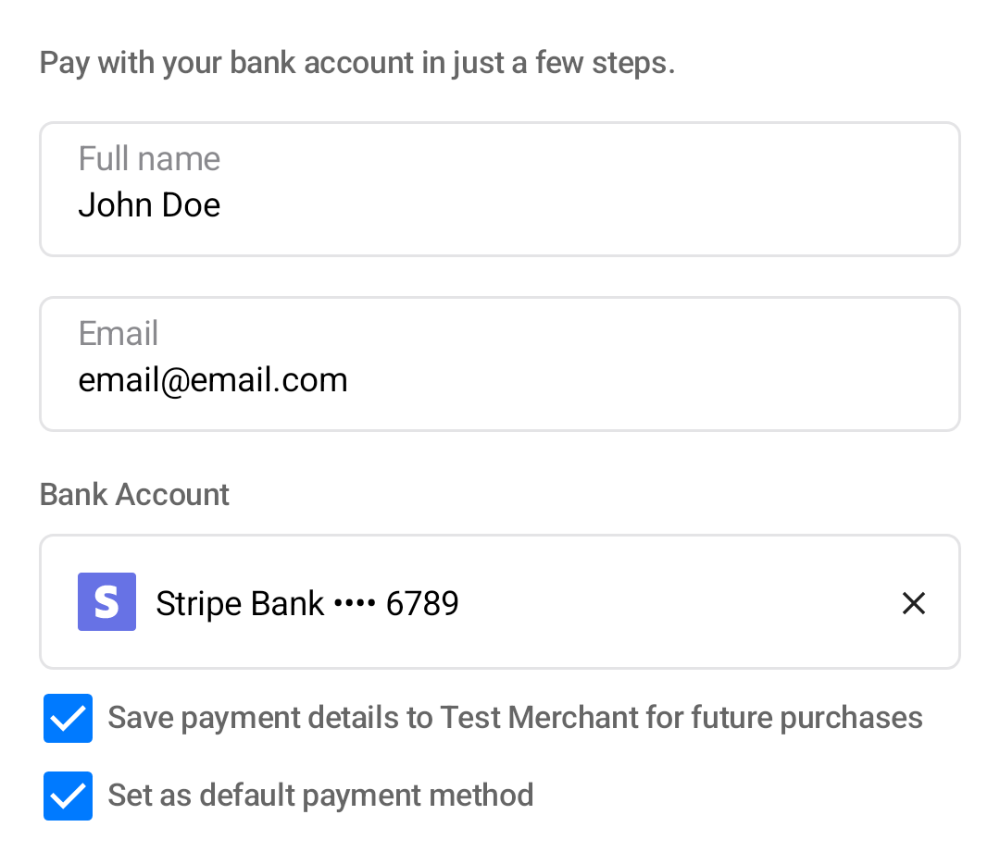 Pay with your bank account in just a few steps.
Full name
John Doe
Email
email@email.com
Bank Account
S Stripe Bank •••• 6789
Save payment details to Test Merchant for future purchases
Set as default payment method